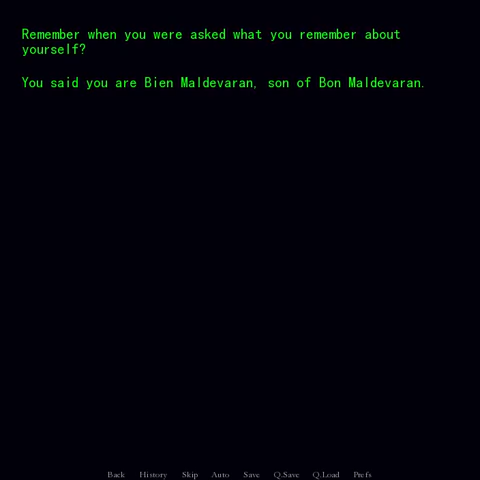 Remember when you were asked what you remember about
yourself?
You said you are Bien Maldevaran, son of Bon Maldevaran.
Back History Skip Auto Save Q.Save Q.Load Prefs